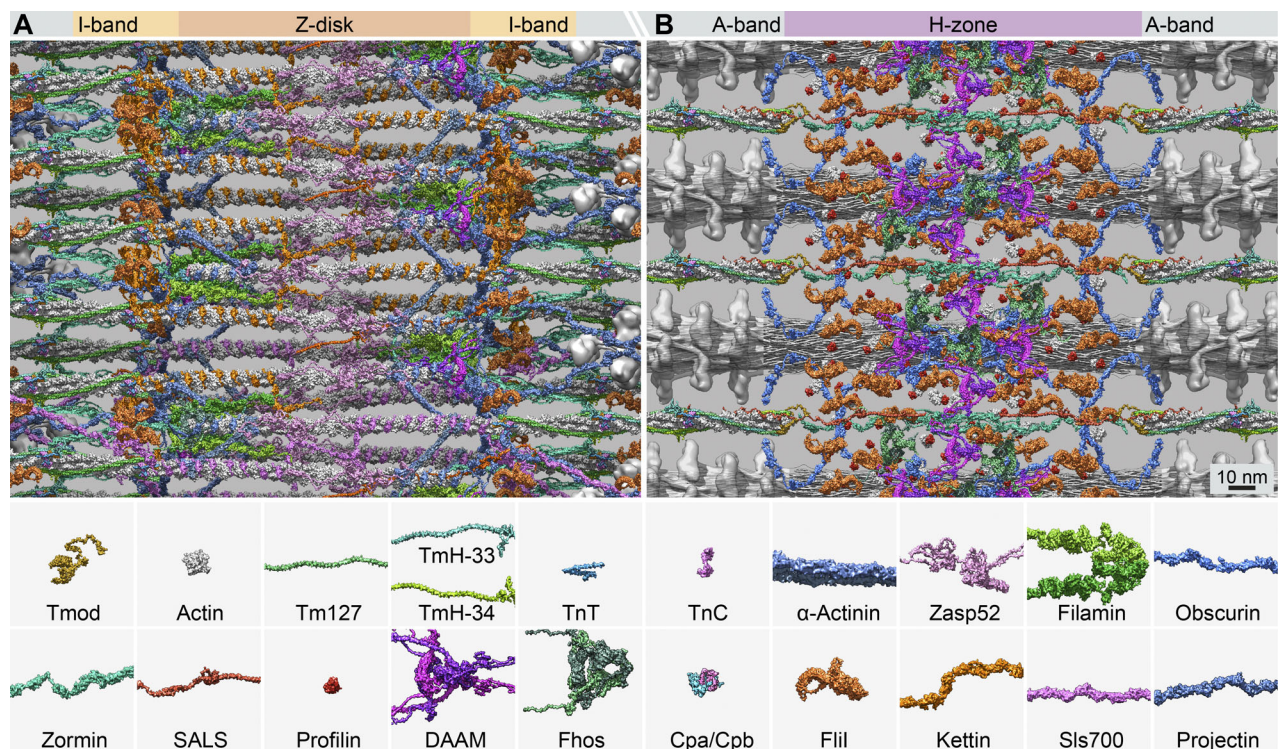 A I-band Z-disk I-band B A-band H-zone A-band
10 nm
TmH-33
Tmod Actin Tm127 TmH-34 TnT TnC α-Actinin Zasp52 Filamin Obscurin
Zormin SALS Profilin DAAM Fhos Cpa/Cpb FliI Kettin Sls700 Projectin